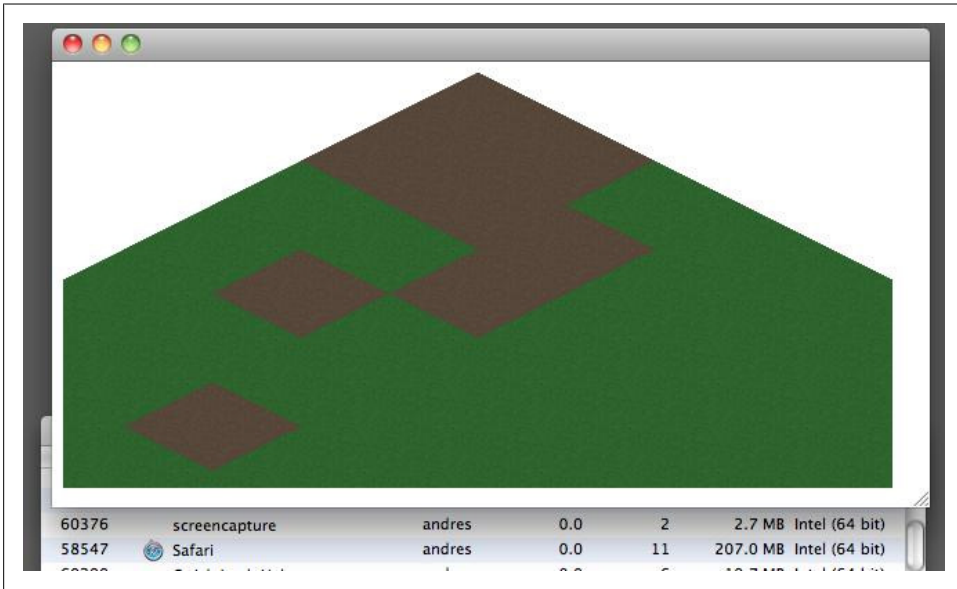 60376 screencapture andres 0.0 2 2.7 MB Intel (64 bit)
58547 Safari andres 0.0 11 207.0 MB Intel (64 bit)